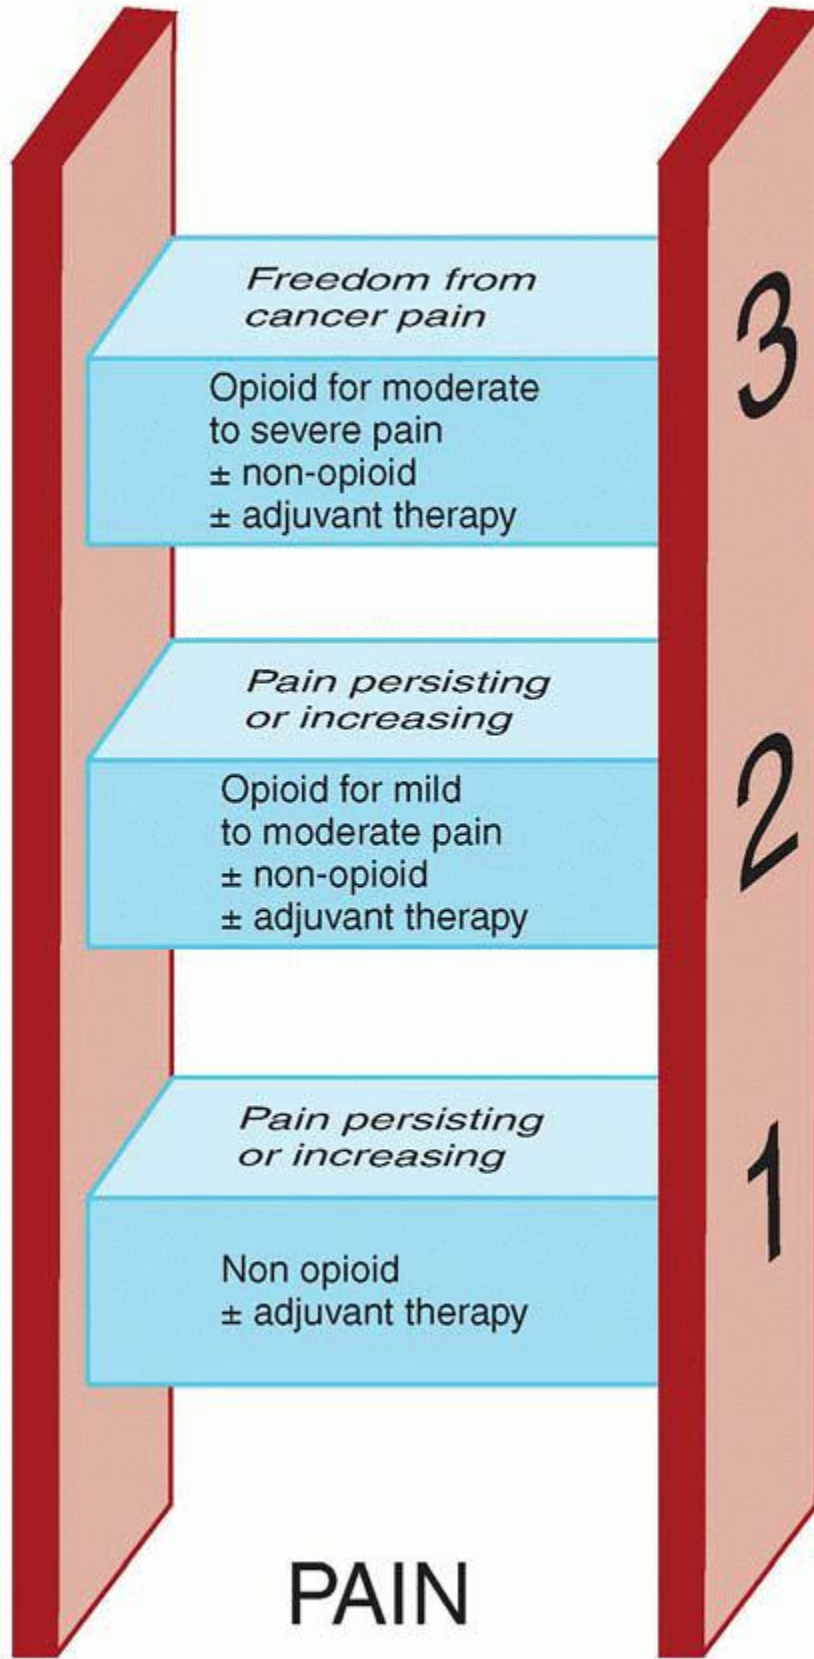 Freedom from
cancer pain
3
Opioid for moderate
to severe pain
± non-opioid
± adjuvant therapy
Pain persisting
or increasing
2
Opioid for mild
to moderate pain
± non-opioid
± adjuvant therapy
Pain persisting
or increasing
1
Non opioid
± adjuvant therapy
PAIN